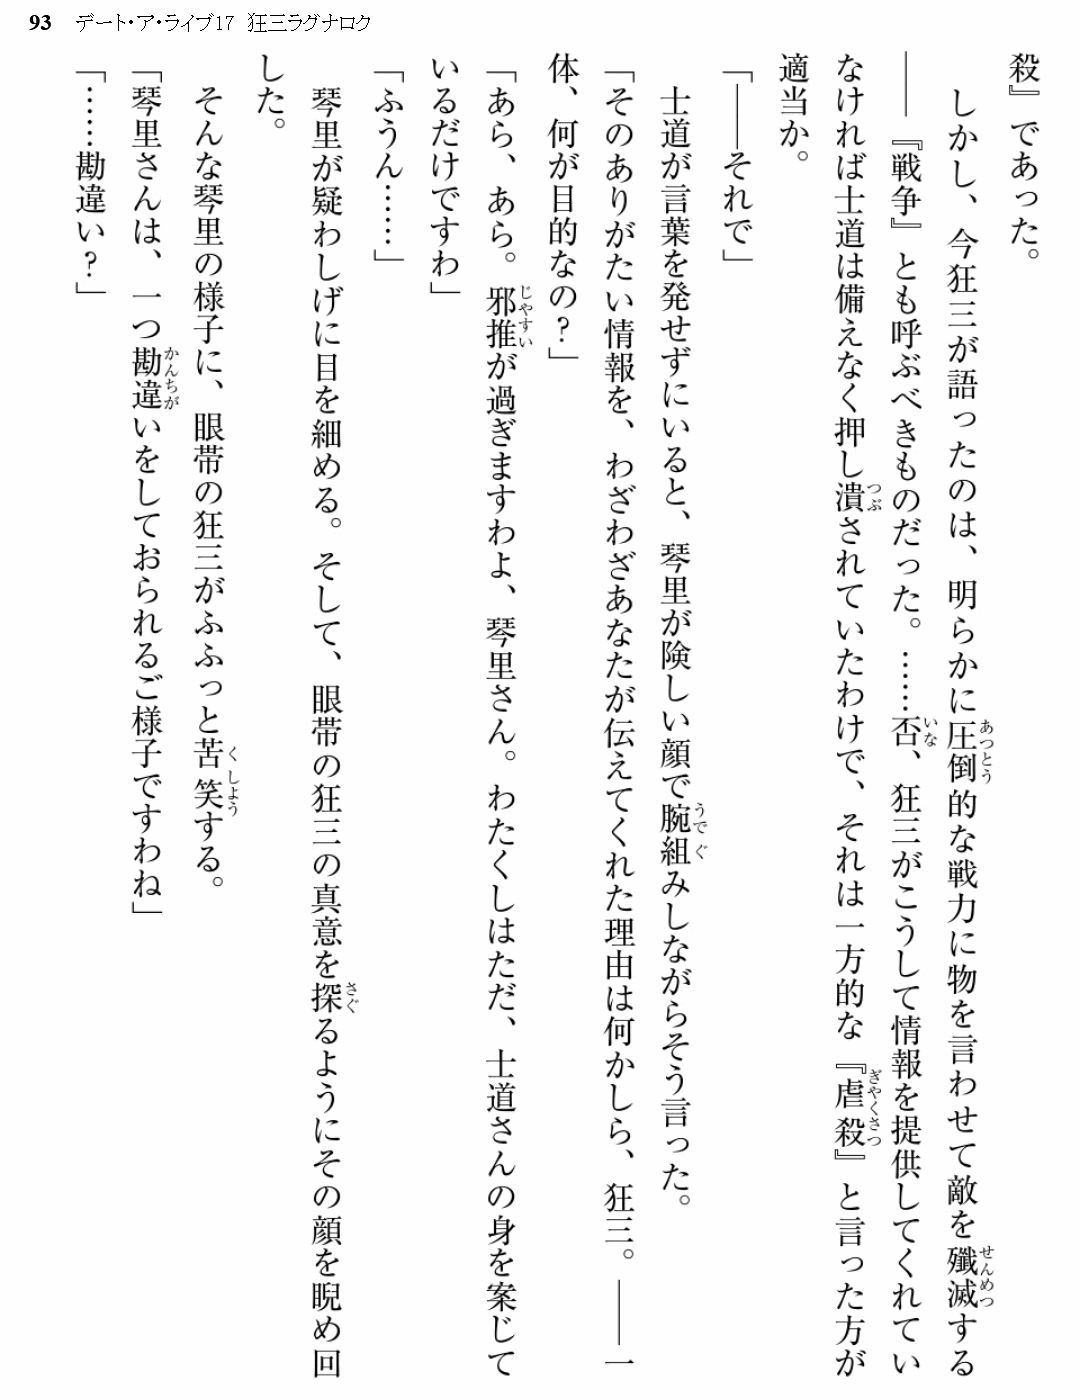 93 デート・ア・ライブ17 狂三ラグナロク
殺』であった。
しかし、今狂三が語ったのは、明らかに圧倒的な戦力に物を言わせて敵を殲滅する
――『戦争』とも呼ぶべきものだった。……否、狂三がこうして情報を提供してくれてい
なければ士道は備えなく押し潰されていたわけで、それは一方的な『虐殺』と言った方が
適当か。
「――それで」
士道が言葉を発せずにいると、琴里が険しい顔で腕組みしながらそう言った。
「そのありがたい情報を、わざわざあなたが伝えてくれた理由は何かしら、狂三。――一
体、何が目的なの？」
「あら、あら。邪推が過ぎますわよ、琴里さん。わたくしはただ、士道さんの身を案じて
いるだけですわ」
「ふうん……」
琴里が疑わしげに目を細める。そして、眼帯の狂三の真意を探るようにその顔を睨め回
した。
そんな琴里の様子に、眼帯の狂三がふふっと苦笑する。
「琴里さんは、一つ勘違いをしておられるご様子ですわね」
「……勘違い？」